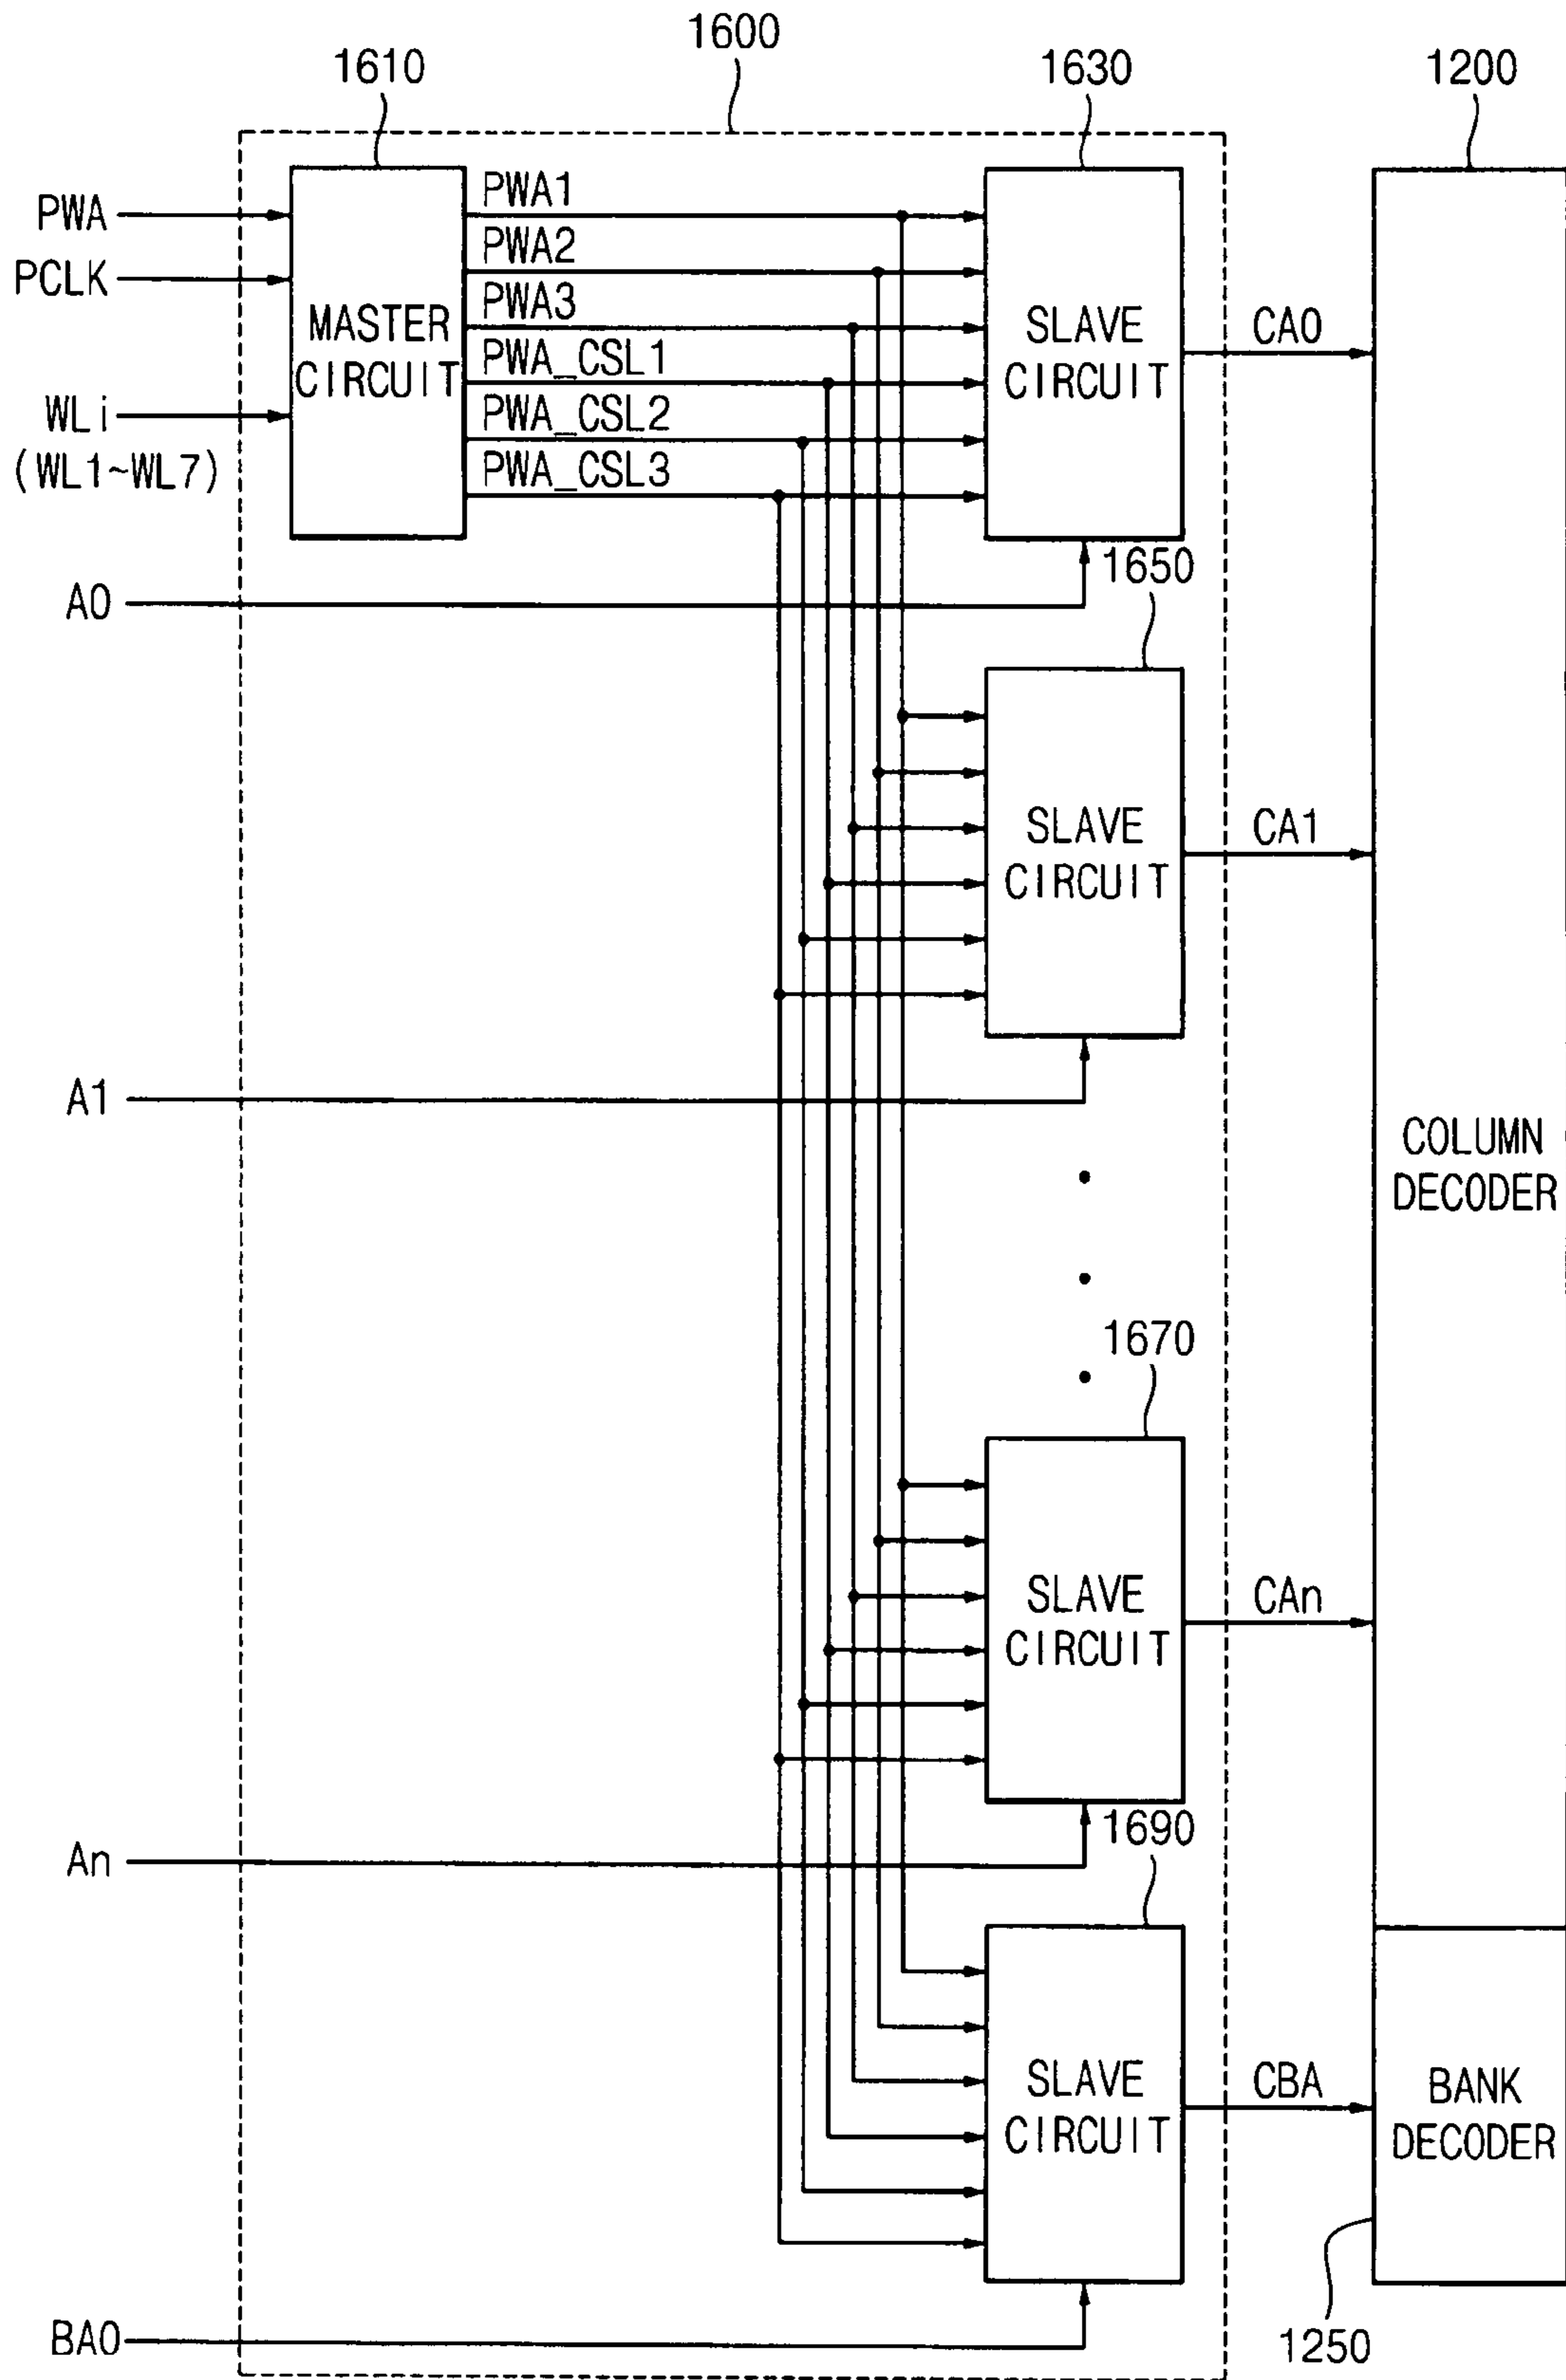 1600
1610
1630
1200
PWA
PCLK
WLi
(WL1~WL7)
MASTER
CIRCUIT
PWA1
PWA2
PWA3
PWA_CSL1
PWA_CSL2
PWA_CSL3
SLAVE
CIRCUIT
CA0
A0
1650
SLAVE
CIRCUIT
CA1
A1
COLUMN
DECODER
1670
SLAVE
CIRCUIT
CAn
An
1690
SLAVE
CIRCUIT
CBA
BANK
DECODER
BA0
1250